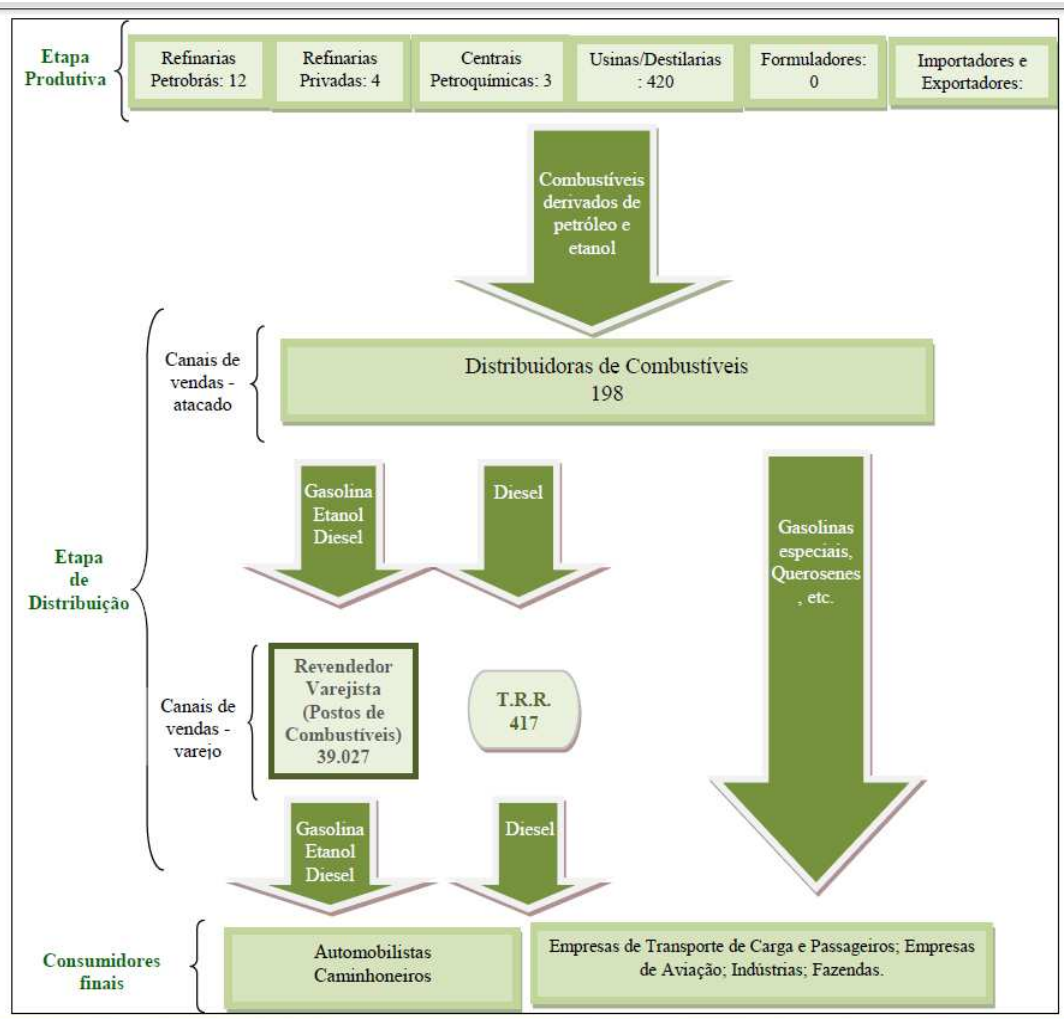 Etapa
Produtiva
Refinarias
Petrobrás: 12
Refinarias
Privadas: 4
Centrais
Petroquímicas: 3
Usinas/Destilarias
: 420
Formuladores:
0
Importadores e
Exportadores:
Combustíveis
derivados de
petróleo e
etanol
Canais de
vendas -
atacado
Distribuidoras de Combustíveis
198
Gasolina
Etanol
Diesel
Diesel
Gasolinas
especiais,
Querosenes
, etc.
Etapa
de
Distribuição
Canais de
vendas -
varejo
Revendedor
Varejista
(Postos de
Combustíveis)
39.027
T.R.R.
417
Gasolina
Etanol
Diesel
Diesel
Consumidores
finais
Automobilistas
Caminhoneiros
Empresas de Transporte de Carga e Passageiros; Empresas
de Aviação; Indústrias; Fazendas.